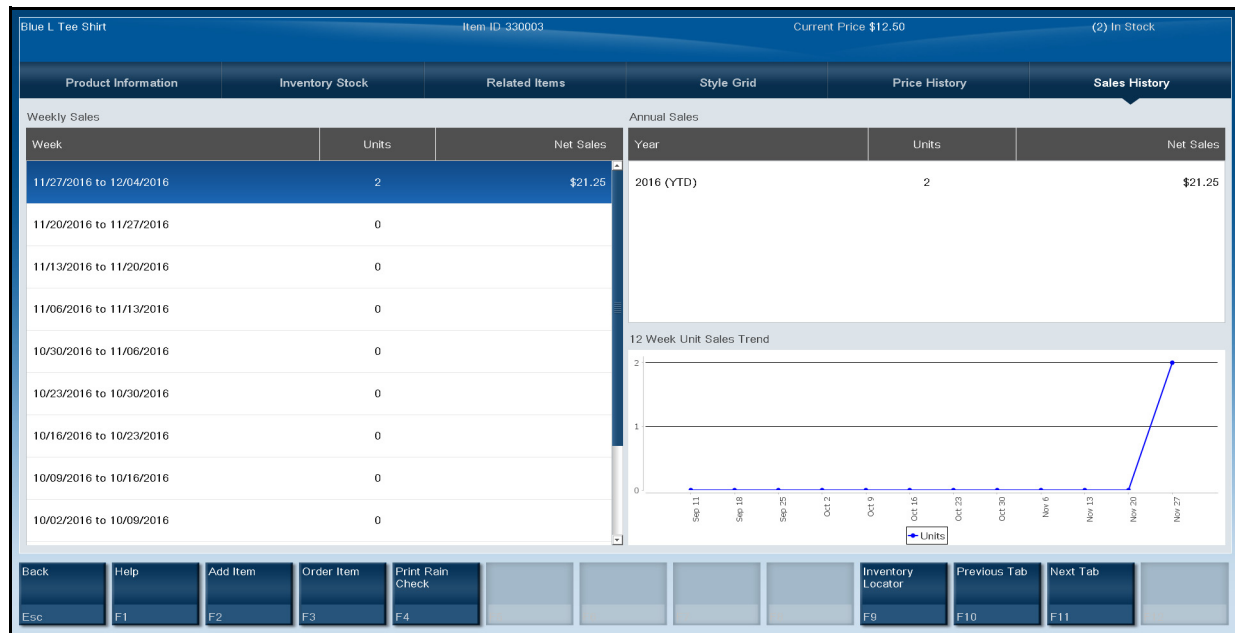 Blue L Tee Shirt Item ID 330003 Current Price $12.50 (2) In Stock
Product Information Inventory Stock Related Items Style Grid Price History Sales History
Weekly Sales
Week Units Net Sales
11/27/2016 to 12/04/2016 2 $21.25
11/20/2016 to 11/27/2016 0
11/13/2016 to 11/20/2016 0
11/06/2016 to 11/13/2016 0
10/30/2016 to 11/06/2016 0
10/23/2016 to 10/30/2016 0
10/16/2016 to 10/23/2016 0
10/09/2016 to 10/16/2016 0
10/02/2016 to 10/09/2016 0
Annual Sales
Year Units Net Sales
2016 (YTD) 2 $21.25
12 Week Unit Sales Trend
2
1
0
Sep 11 Sep 18 Sep 25 Oct 2 Oct 9 Oct 16 Oct 23 Oct 30 Nov 6 Nov 13 Nov 20 Nov 27
Units
Back Help Add Item Order Item Print Rain Inventory Previous Tab Next Tab
Check Locator
Esc F1 F2 F3 F4 F9 F10 F11